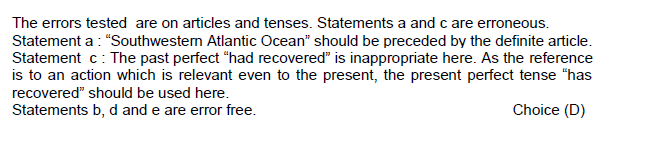 The errors tested are on articles and tenses. Statements a and c are erroneous.
Statement a : “Southwestern Atlantic Ocean” should be preceded by the definite article.
Statement c : The past perfect “had recovered” is inappropriate here. As the reference
is to an action which is relevant even to the present, the present perfect tense “has
recovered” should be used here.
Statements b, d and e are error free. Choice (D)